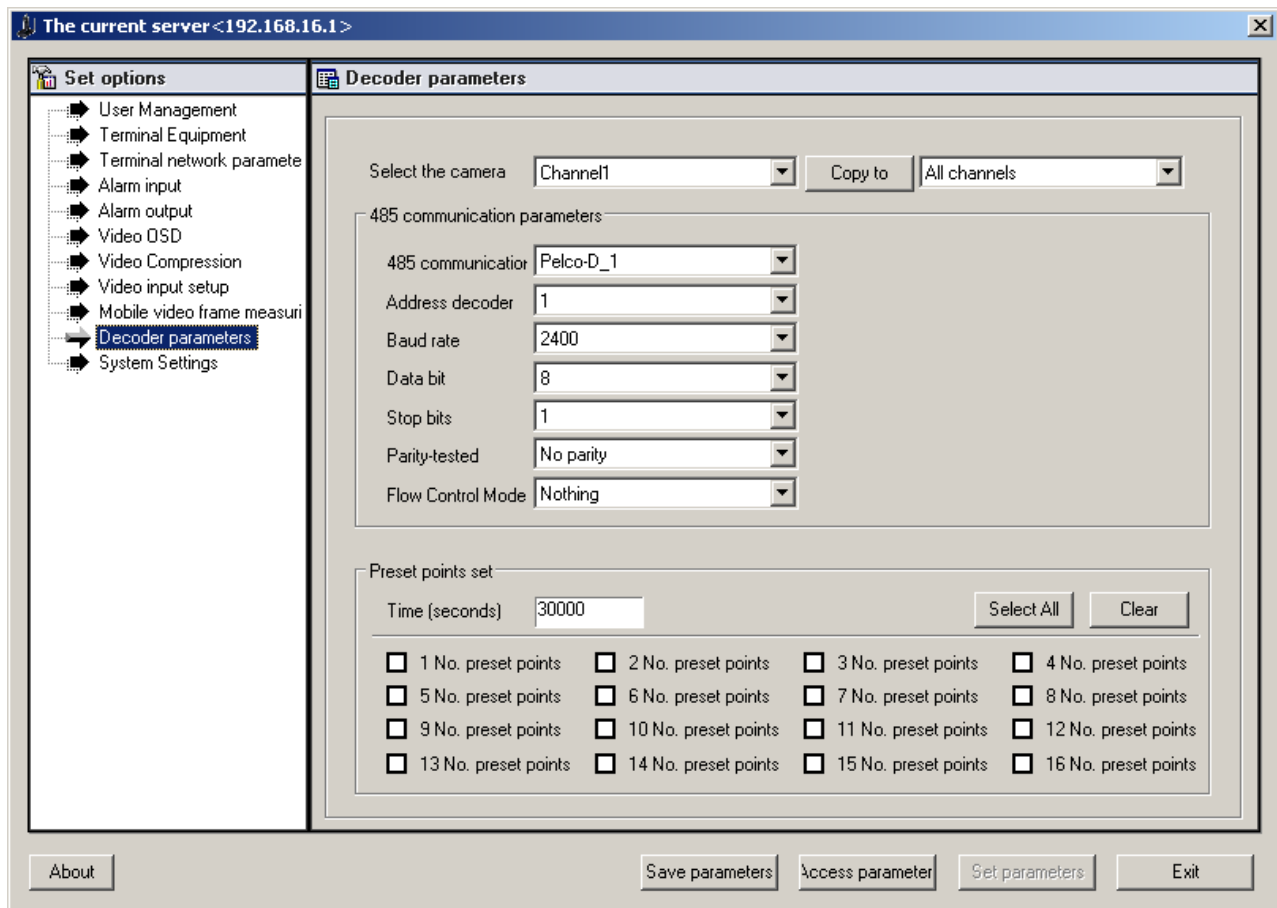 The current server<192.168.16.1>
Set options
User Management
Terminal Equipment
Terminal network paramete
Alarm input
Alarm output
Video OSD
Video Compression
Video input setup
Mobile video frame measuri
Decoder parameters
System Settings
Decoder parameters
Select the camera Channel1 Copy to All channels
485 communication parameters
485 communication Pelco-D_1
Address decoder 1
Baud rate 2400
Data bit 8
Stop bits 1
Parity-tested No parity
Flow Control Mode Nothing
Preset points set
Time (seconds) 30000 Select All Clear
1 No. preset points 2 No. preset points 3 No. preset points 4 No. preset points
5 No. preset points 6 No. preset points 7 No. preset points 8 No. preset points
9 No. preset points 10 No. preset points 11 No. preset points 12 No. preset points
13 No. preset points 14 No. preset points 15 No. preset points 16 No. preset points
About Save parameters Access parameter Set parameters Exit